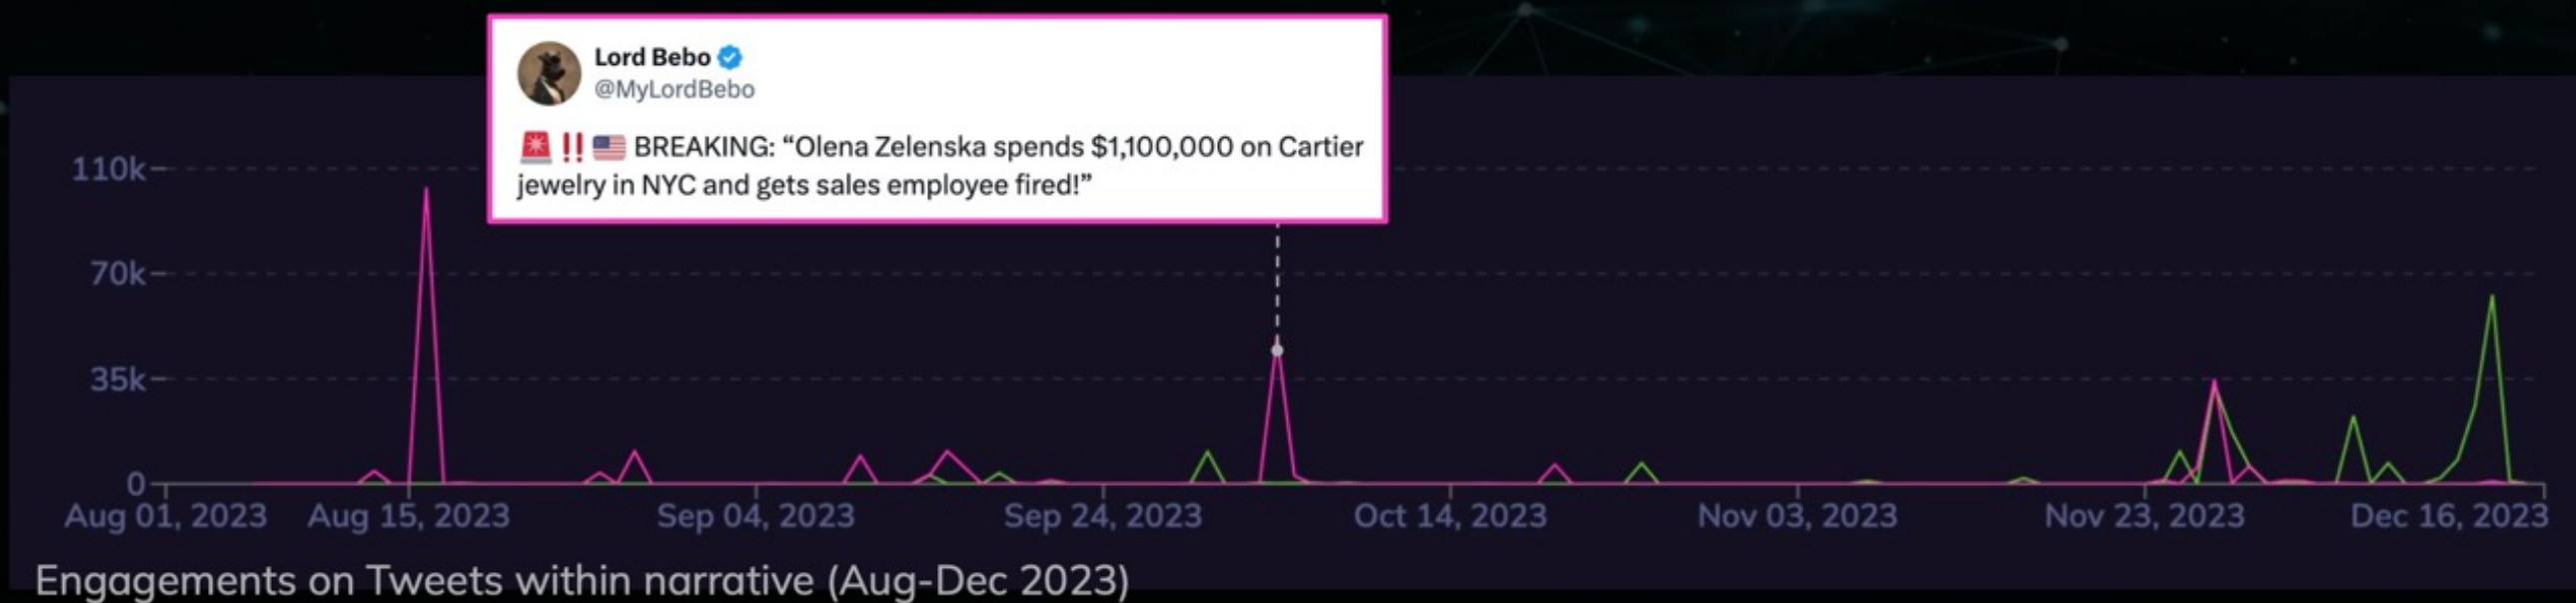 Lord Bebo
@MyLordBebo
🚨‼️🇺🇸 BREAKING: “Olena Zelenska spends $1,100,000 on Cartier
jewelry in NYC and gets sales employee fired!”
110k
70k
35k
0
Aug 01, 2023 Aug 15, 2023 Sep 04, 2023 Sep 24, 2023 Oct 14, 2023 Nov 03, 2023 Nov 23, 2023 Dec 16, 2023
Engagements on Tweets within narrative (Aug-Dec 2023)